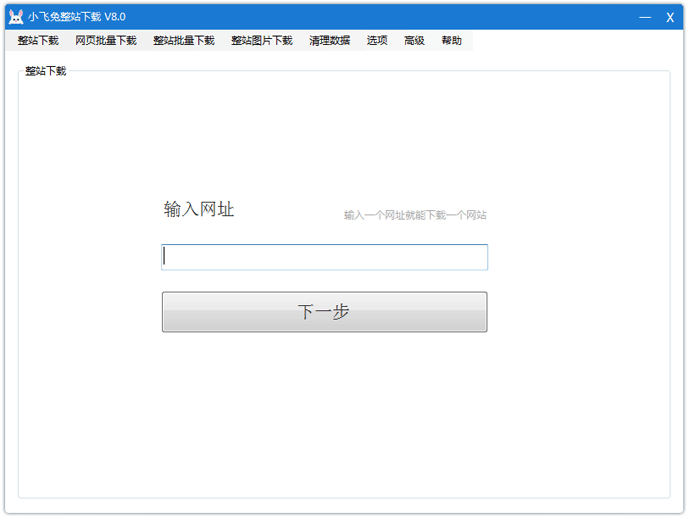 小飞兔整站下载 V8.0
整站下载 网页批量下载 整站批量下载 整站图片下载 清理数据 选项 高级 帮助
整站下载
输入网址
输入一个网址就能下载一个网站
下一步